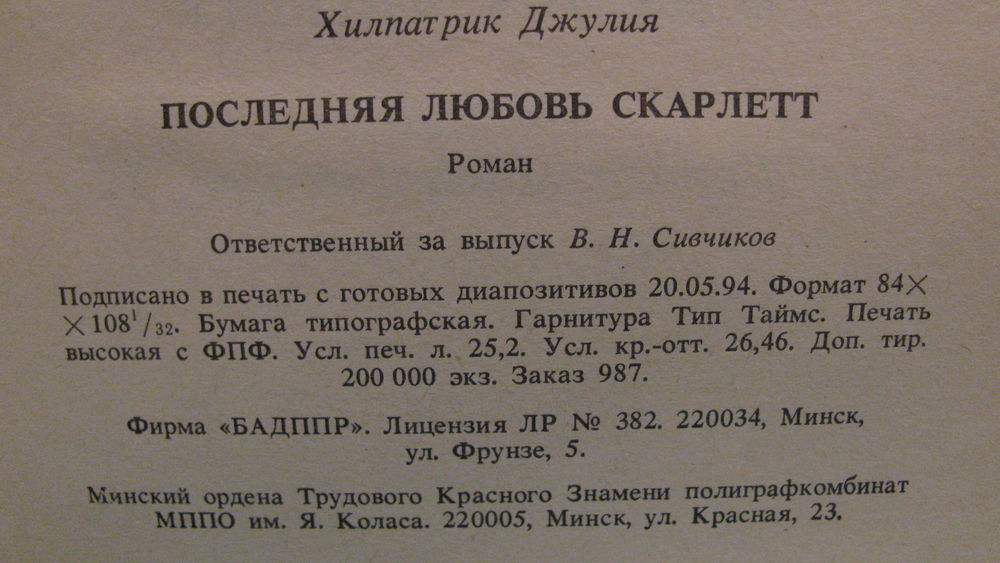 Хилпатрик Джулия
ПОСЛЕДНЯЯ ЛЮБОВЬ СКАРЛЕТТ
Роман
Ответственный за выпуск В. Н. Сивчиков
Подписано в печать с готовых диапозитивов 20.05.94. Формат 84×
×108¹/₃₂. Бумага типографская. Гарнитура Тип Таймс. Печать
высокая с ФПФ. Усл. печ. л. 25,2. Усл. кр.-отт. 26,46. Доп. тир.
200 000 экз. Заказ 987.
Фирма «БАДППР». Лицензия ЛР № 382. 220034, Минск,
ул. Фрунзе, 5.
Минский ордена Трудового Красного Знамени полиграфкомбинат
МППО им. Я. Коласа. 220005, Минск, ул. Красная, 23.